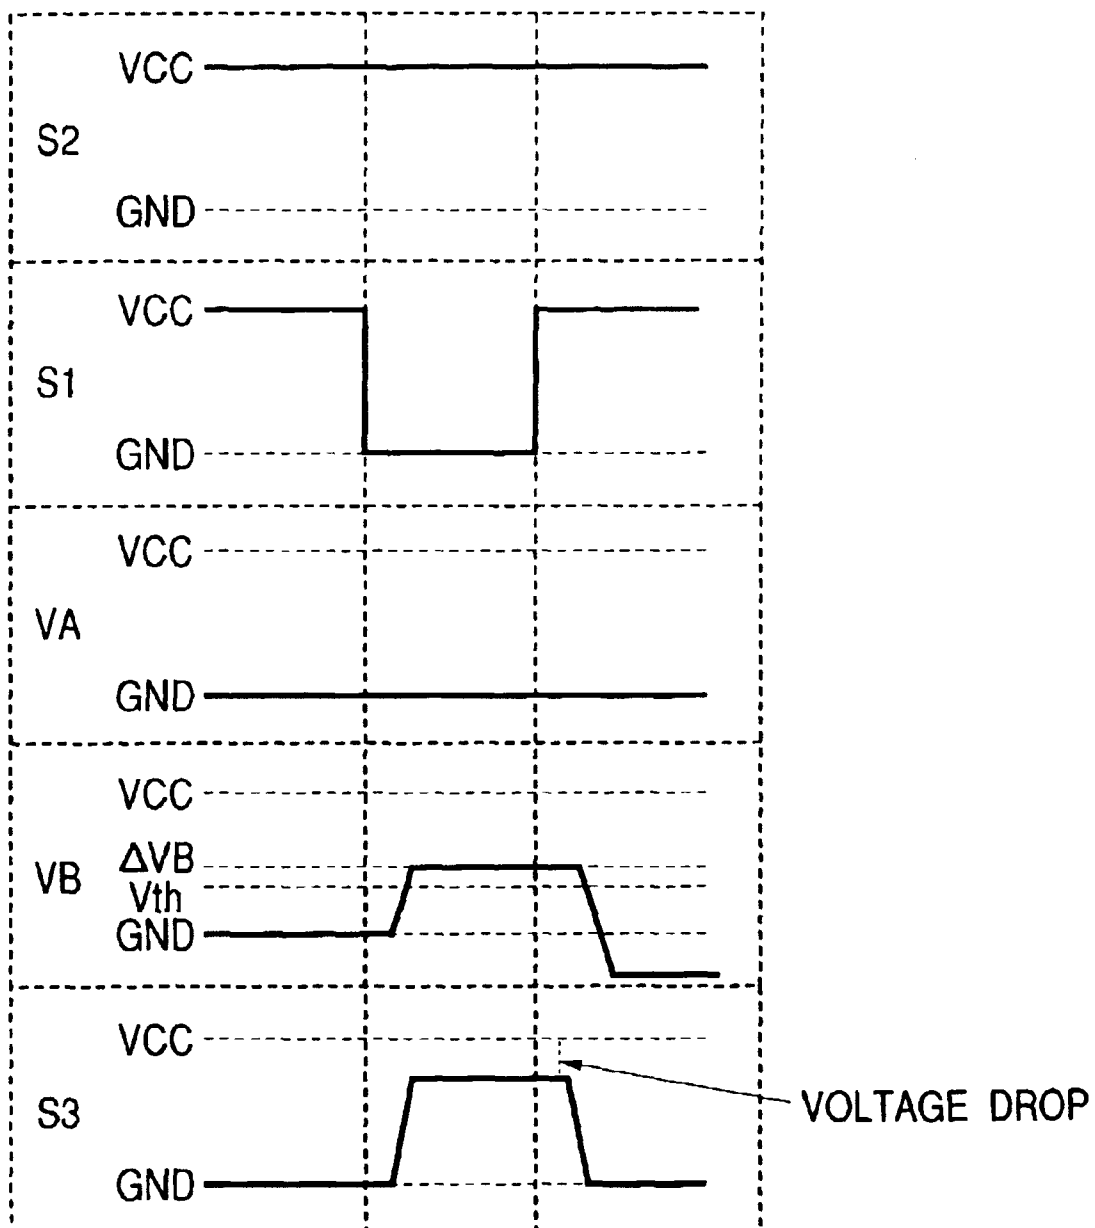 VCC
S2
GND
VCC
S1
GND
VCC
VA
GND
VCC
ΔVB
VB
Vth
GND
VCC
S3
VOLTAGE DROP
GND